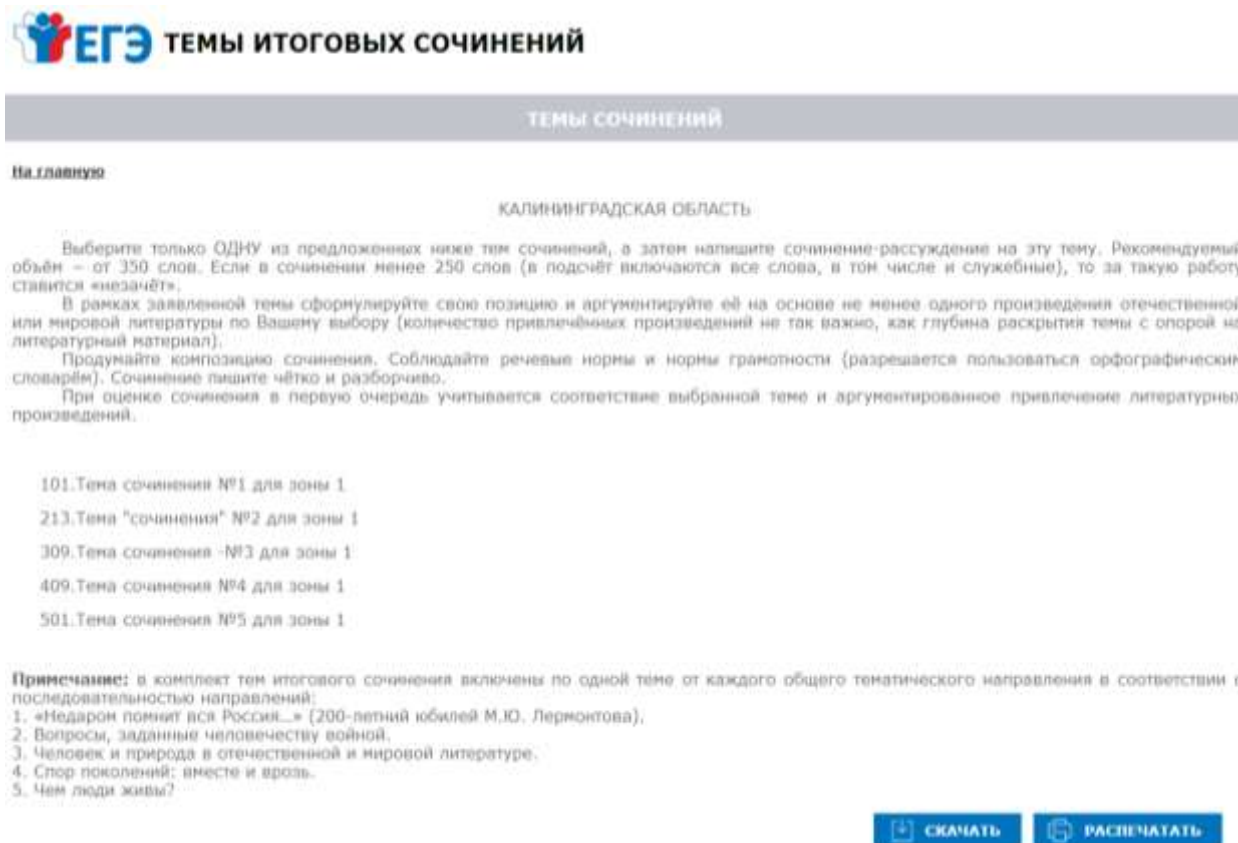 ЕГЭ ТЕМЫ ИТОГОВЫХ СОЧИНЕНИЙ
ТЕМЫ СОЧИНЕНИЙ
На главную
КАЛИНИНГРАДСКАЯ ОБЛАСТЬ
Выберите только ОДНУ из предложенных ниже тем сочинений, а затем напишите сочинение-рассуждение на эту тему. Рекомендуемый
объём – от 350 слов. Если в сочинении менее 250 слов (в подсчёт включаются все слова, в том числе и служебные), то за такую работу
ставится «незачёт».
В рамках заявленной темы сформулируйте свою позицию и аргументируйте её на основе не менее одного произведения отечественной
или мировой литературы по Вашему выбору (количество привлечённых произведений не так важно, как глубина раскрытия темы с опорой на
литературный материал).
Продумайте композицию сочинения. Соблюдайте речевые нормы и нормы грамотности (разрешается пользоваться орфографическим
словарём). Сочинение пишите чётко и разборчиво.
При оценке сочинения в первую очередь учитывается соответствие выбранной теме и аргументированное привлечение литературных
произведений.
101.Тема сочинения №1 для зоны 1
213.Тема "сочинения" №2 для зоны 1
309.Тема сочинения -№3 для зоны 1
409.Тема сочинения №4 для зоны 1
501.Тема сочинения №5 для зоны 1
Примечание: в комплект тем итогового сочинения включены по одной теме от каждого общего тематического направления в соответствии с
последовательностью направлений:
1. «Недаром помнит вся Россия…» (200-летний юбилей М.Ю. Лермонтова).
2. Вопросы, заданные человечеству войной.
3. Человек и природа в отечественной и мировой литературе.
4. Спор поколений: вместе и врозь.
5. Чем люди живы?
СКАЧАТЬ РАСПЕЧАТАТЬ